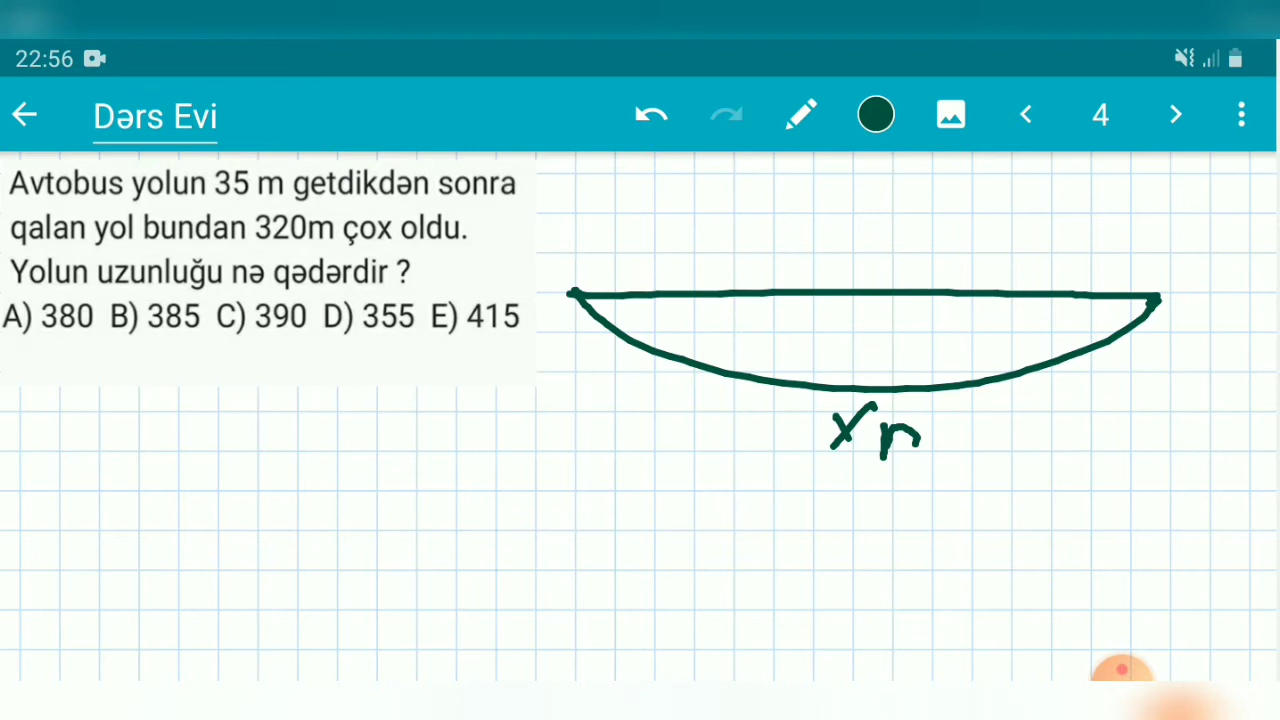 22:56
Dərs Evi
4
Avtobus yolun 35 m getdikdən sonra
qalan yol bundan 320m çox oldu.
Yolun uzunluğu nə qədərdir ?
A) 380 B) 385 C) 390 D) 355 E) 415
x m